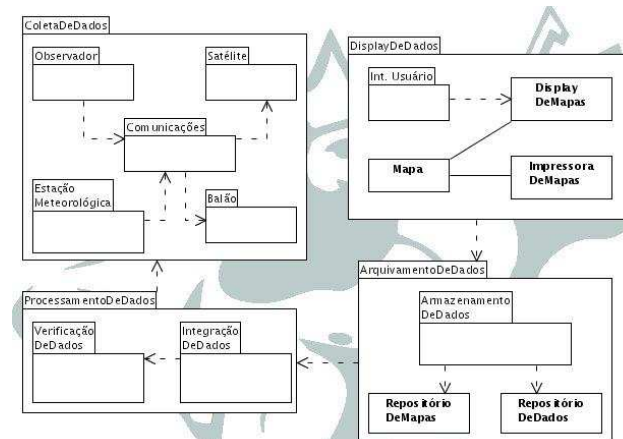 ColetaDeDados
Observador
Satélite
Comunicações
Estação
Meteorológica
Balão
DisplayDeDados
Int. Usuário
Display
DeMapas
Mapa
Impressora
DeMapas
ProcessamentoDeDados
Verificação
DeDados
Integração
DeDados
ArquivamentoDeDados
Armazenamento
DeDados
Repositório
DeMapas
Repositório
DeDados